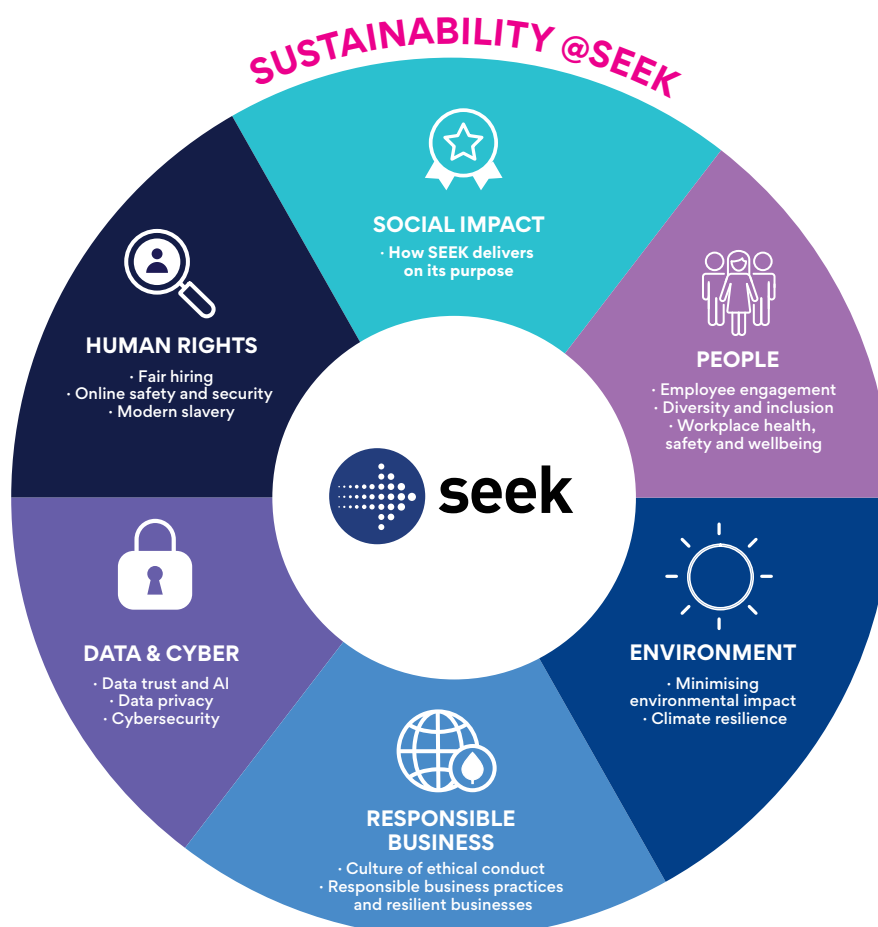 SUSTAINABILITY @SEEK
SOCIAL IMPACT
· How SEEK delivers
on its purpose
PEOPLE
· Employee engagement
· Diversity and inclusion
· Workplace health,
safety and wellbeing
ENVIRONMENT
· Minimising
environmental impact
· Climate resilience
RESPONSIBLE
BUSINESS
· Culture of ethical conduct
· Responsible business practices
and resilient businesses
DATA & CYBER
· Data trust and AI
· Data privacy
· Cybersecurity
HUMAN RIGHTS
· Fair hiring
· Online safety and security
· Modern slavery
seek